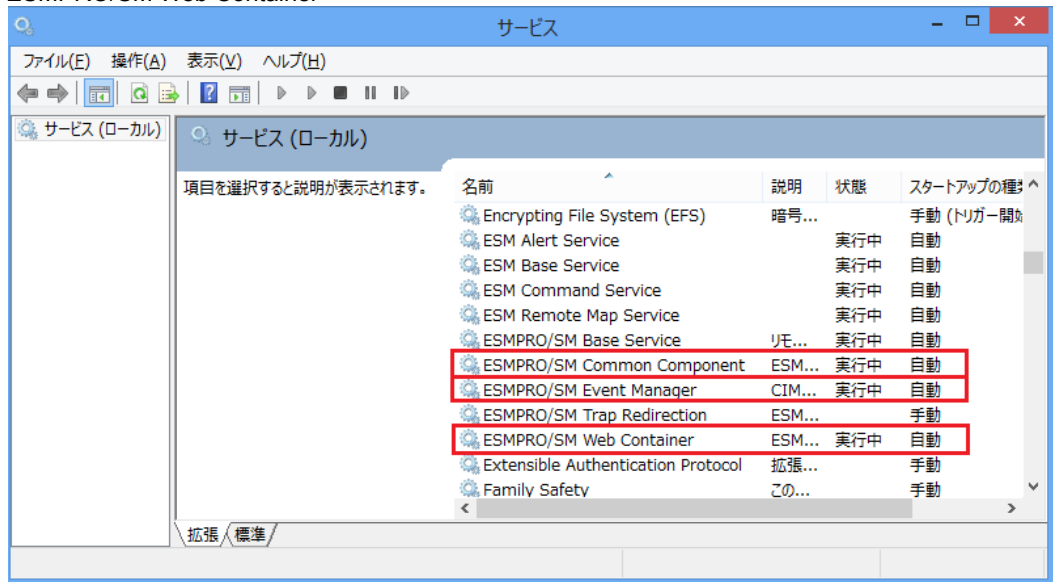 サービス
ファイル(F) 操作(A) 表示(V) ヘルプ(H)
サービス (ローカル)
サービス (ローカル)
項目を選択すると説明が表示されます。
名前 説明 状態 スタートアップの種
Encrypting File System (EFS) 暗号... 手動 (トリガー開
ESM Alert Service 実行中 自動
ESM Base Service 実行中 自動
ESM Command Service 実行中 自動
ESM Remote Map Service 実行中 自動
ESMPRO/SM Base Service リモ... 実行中 自動
ESMPRO/SM Common Component ESM... 実行中 自動
ESMPRO/SM Event Manager CIM... 実行中 自動
ESMPRO/SM Trap Redirection ESM... 手動
ESMPRO/SM Web Container ESM... 実行中 自動
Extensible Authentication Protocol 拡張... 手動
Family Safety この... 手動
拡張 標準